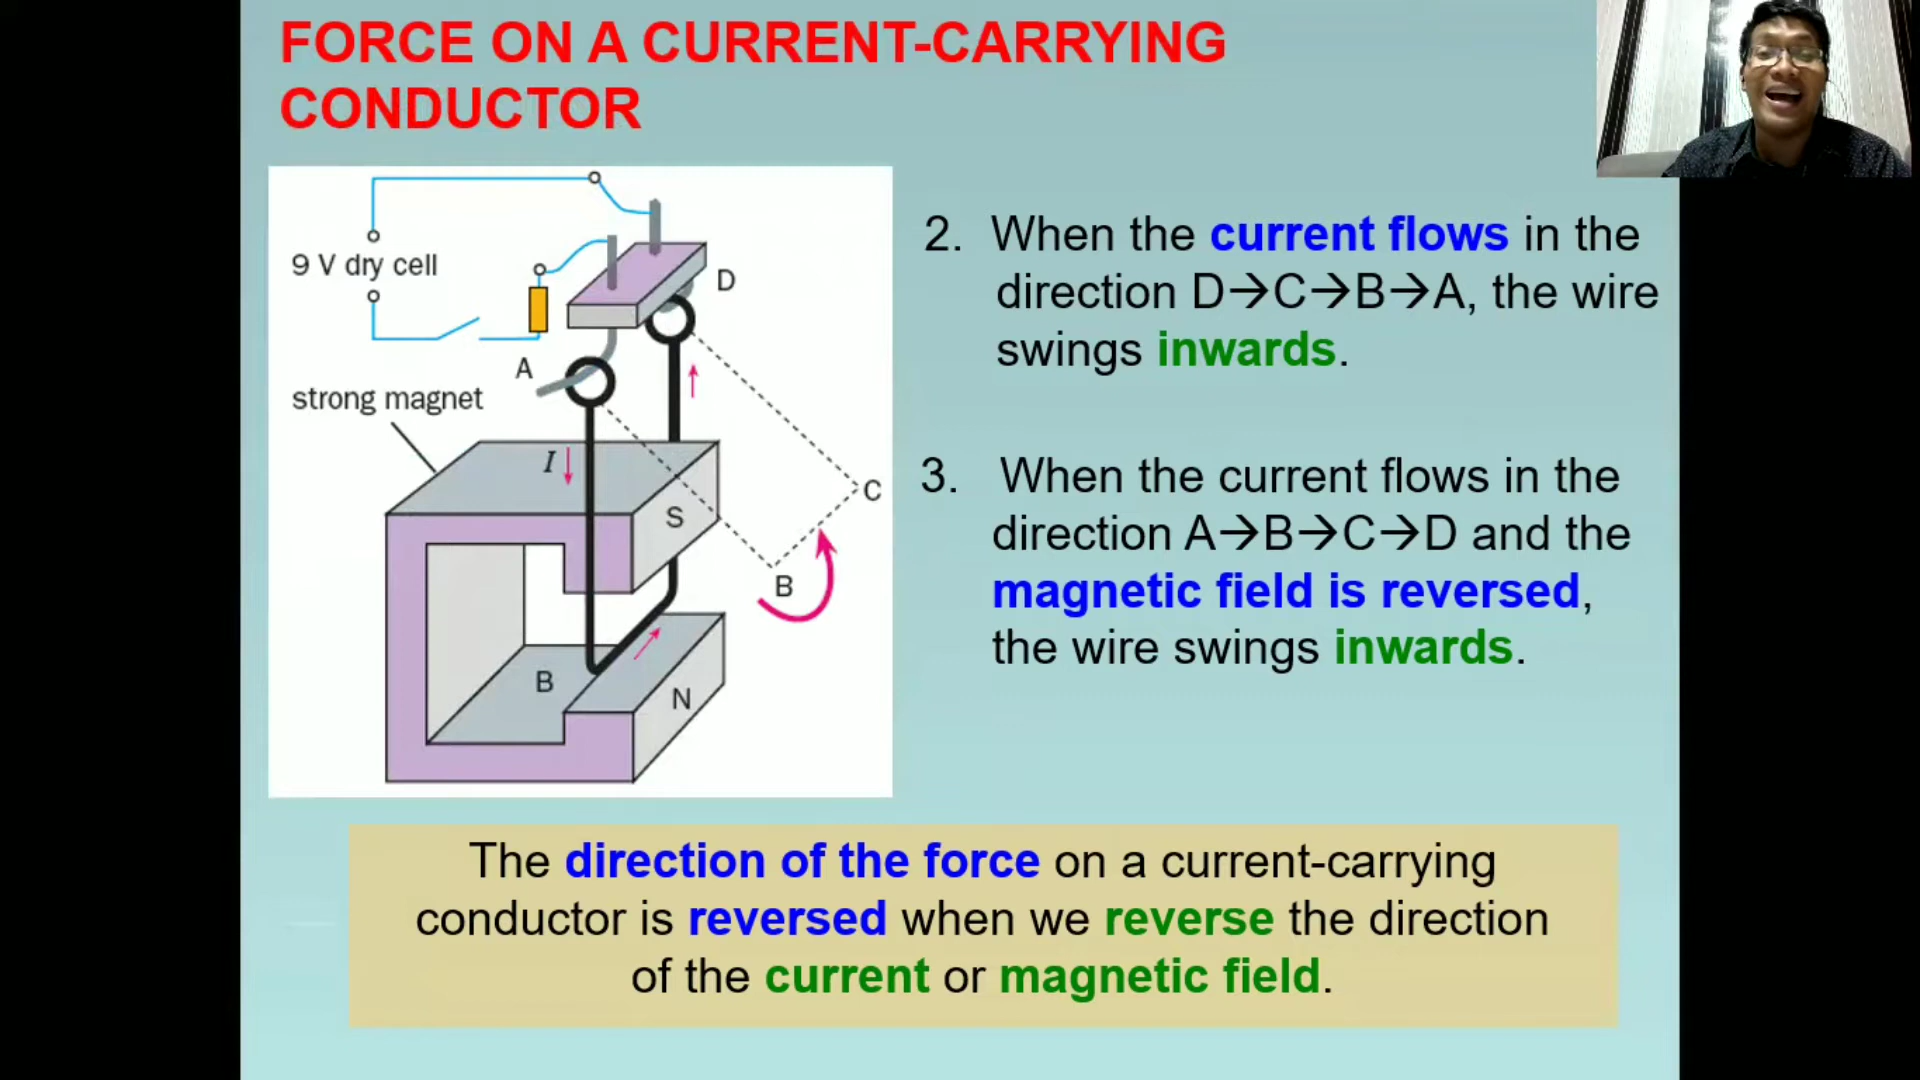 FORCE ON A CURRENT-CARRYING
CONDUCTOR
9 V dry cell
D
A
strong magnet
I
C
S
B
B
N
2. When the current flows in the
direction D→C→B→A, the wire
swings inwards.
3. When the current flows in the
direction A→B→C→D and the
magnetic field is reversed,
the wire swings inwards.
The direction of the force on a current-carrying
conductor is reversed when we reverse the direction
of the current or magnetic field.